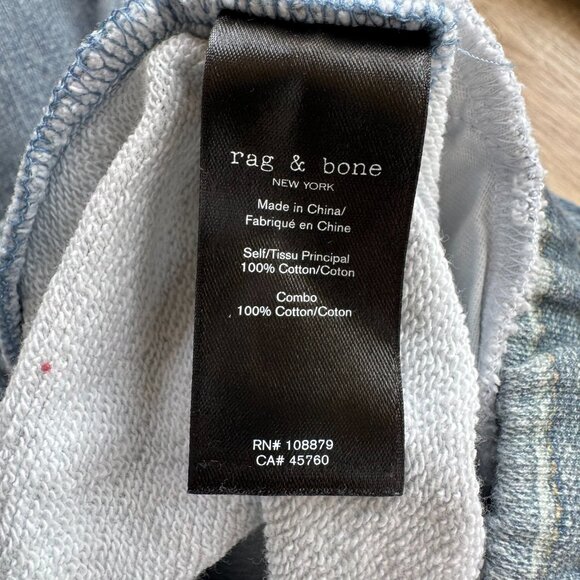 rag & bone
NEW YORK
Made in China/
Fabriqué en Chine
Self/Tissu Principal
100% Cotton/Coton
Combo
100% Cotton/Coton
RN# 108879
CA# 45760